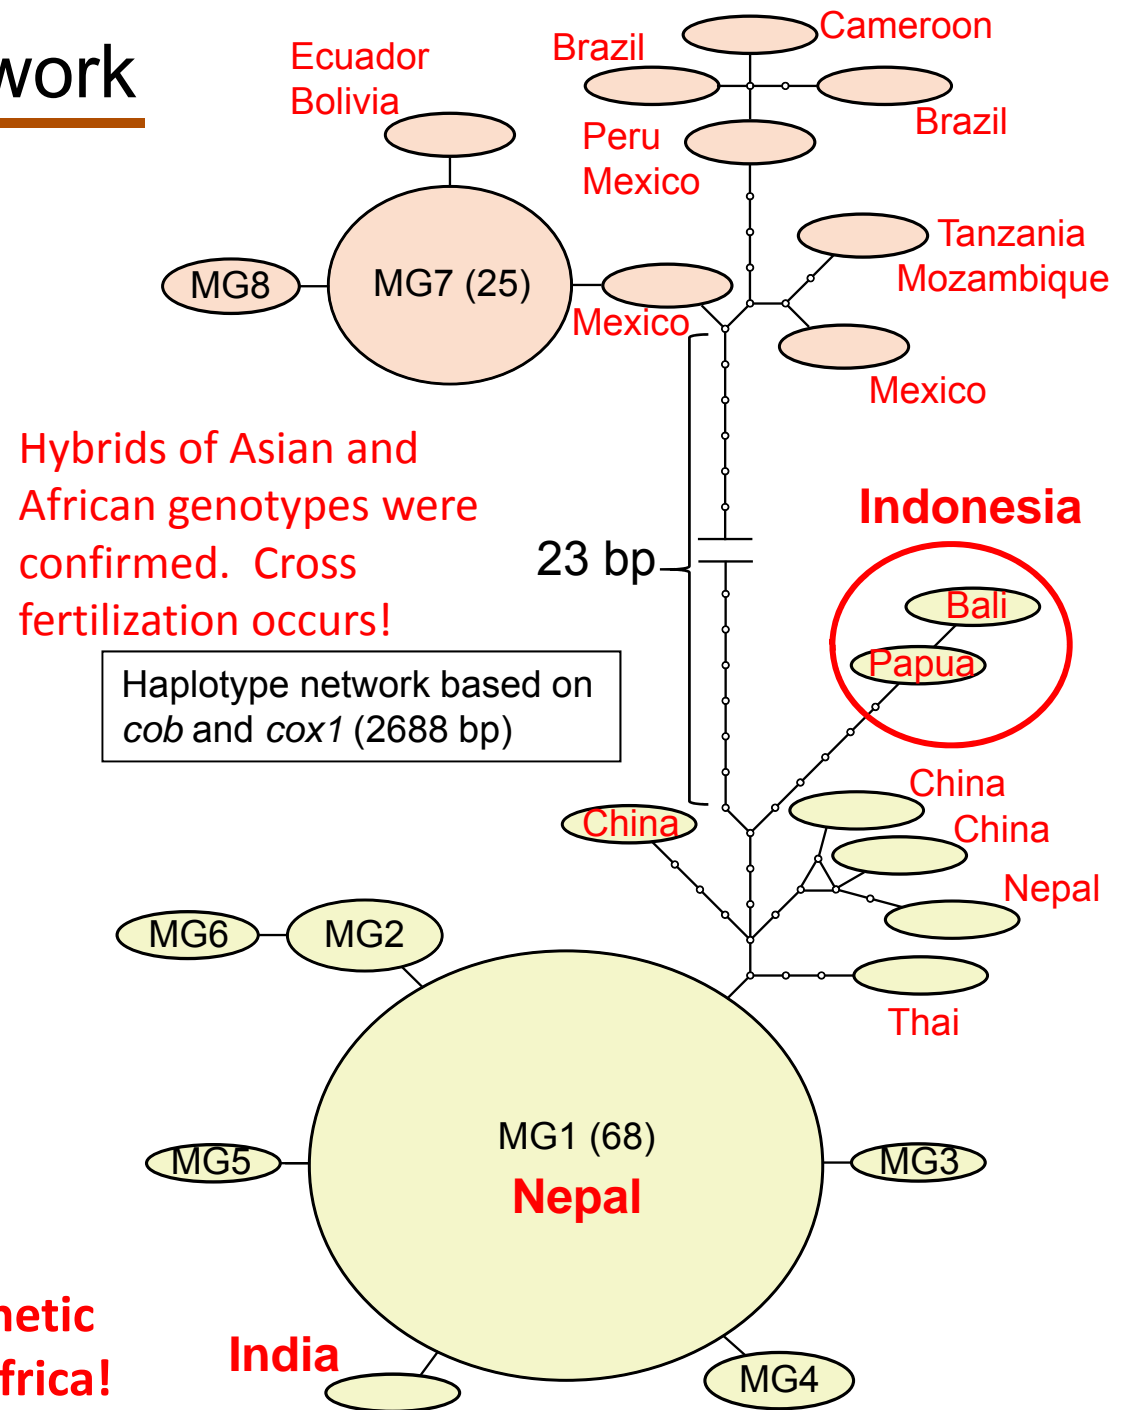 work
Ecuador
Bolivia
Brazil
Cameroon
Brazil
Peru
Mexico
MG8
MG7 (25)
Mexico
Tanzania
Mozambique
Mexico
Hybrids of Asian and
African genotypes were
confirmed. Cross
fertilization occurs!
23 bp
Indonesia
Bali
Papua
Haplotype network based on
cob and cox1 (2688 bp)
China
China
China
Nepal
Thai
MG6
MG2
MG1 (68)
Nepal
MG5
MG3
India
MG4
netic
frica!